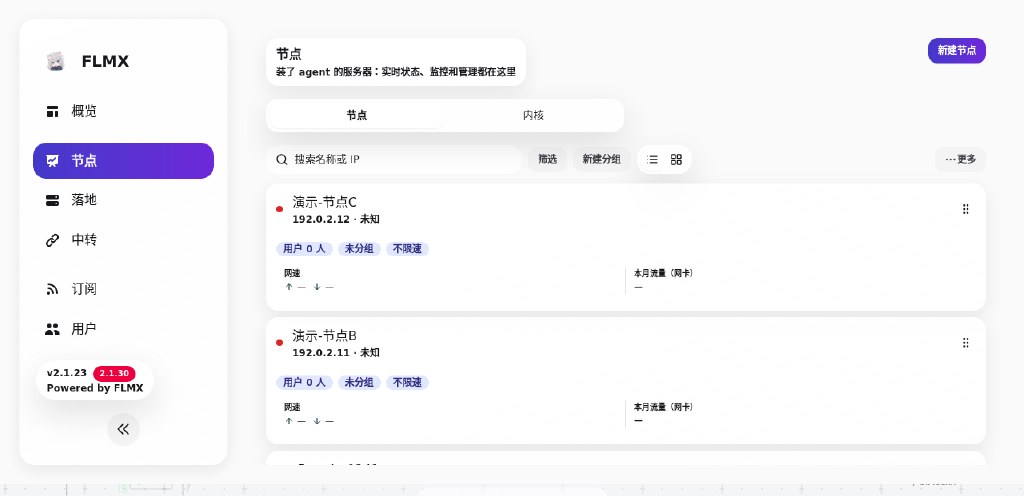 FLMX
概览
节点
落地
中转
订阅
用户
v2.1.23 2.1.30
Powered by FLMX
节点
装了 agent 的服务器：实时状态、监控和管理都在这里
新建节点
节点 内核
搜索名称或 IP 筛选 新建分组 ···更多
演示-节点C
192.0.2.12 · 未知
用户 0 人 未分组 不限速
网速 本月流量（网卡）
↑ — ↓ — —
演示-节点B
192.0.2.11 · 未知
用户 0 人 未分组 不限速
网速 本月流量（网卡）
↑ — ↓ — —